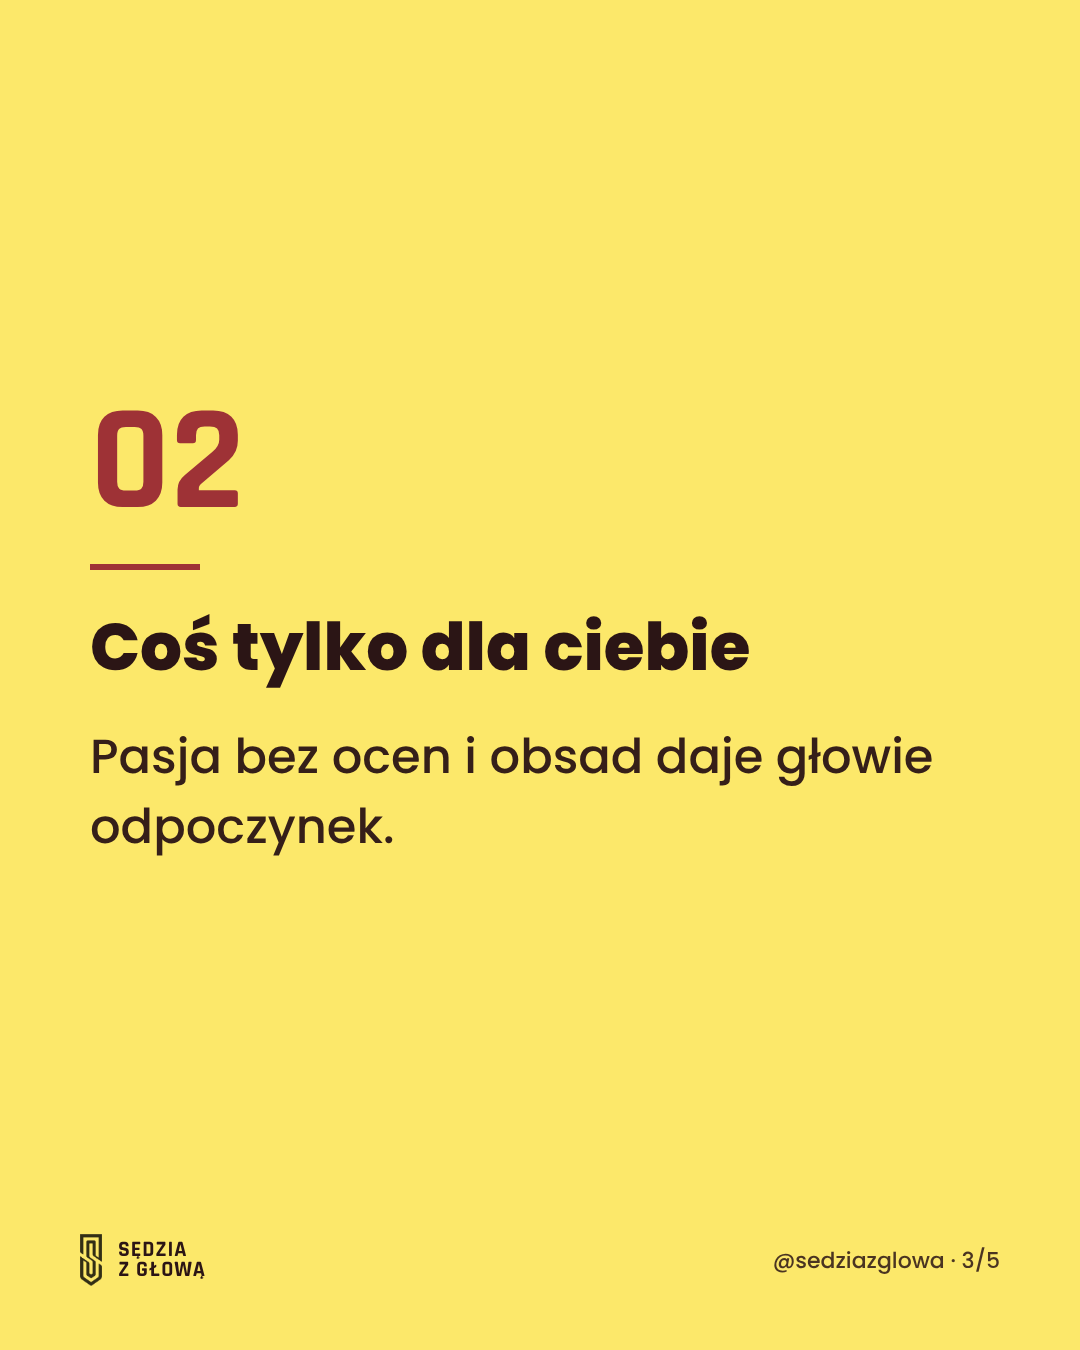 02
Coś tylko dla ciebie
Pasja bez ocen i obsad daje głowie
odpoczynek.
SĘDZIA
Z GŁOWĄ
@sedziazglowa · 3/5